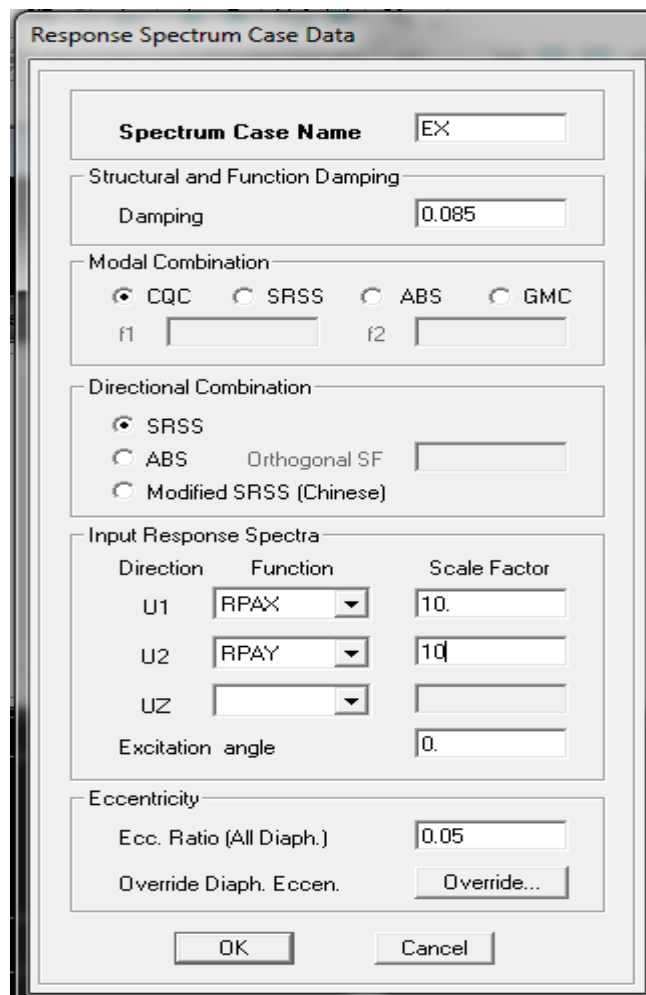 Response Spectrum Case Data
Spectrum Case Name EX
Structural and Function Damping
Damping 0.085
Modal Combination
CQC SRSS ABS GMC
f1 f2
Directional Combination
SRSS
ABS Orthogonal SF
Modified SRSS (Chinese)
Input Response Spectra
Direction Function Scale Factor
U1 RPAX 10.
U2 RPAY 10
UZ
Excitation angle 0.
Eccentricity
Ecc. Ratio (All Diaph.) 0.05
Override Diaph. Eccen. Override...
OK Cancel